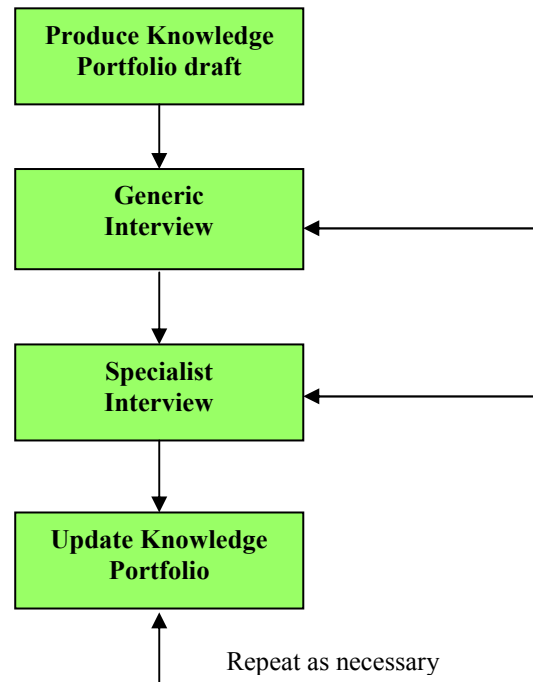 Produce Knowledge
Portfolio draft
Generic
Interview
Specialist
Interview
Update Knowledge
Portfolio
Repeat as necessary